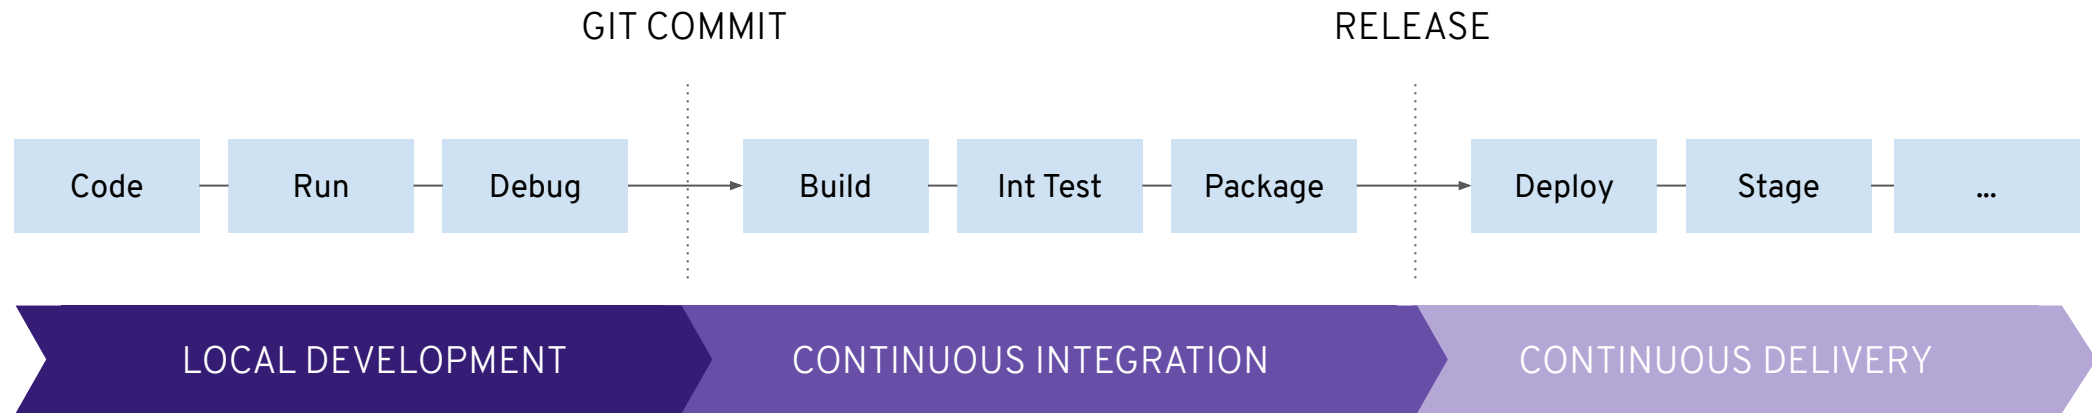 GIT COMMIT
RELEASE
Code
Run
Debug
Build
Int Test
Package
Deploy
Stage
...
LOCAL DEVELOPMENT
CONTINUOUS INTEGRATION
CONTINUOUS DELIVERY